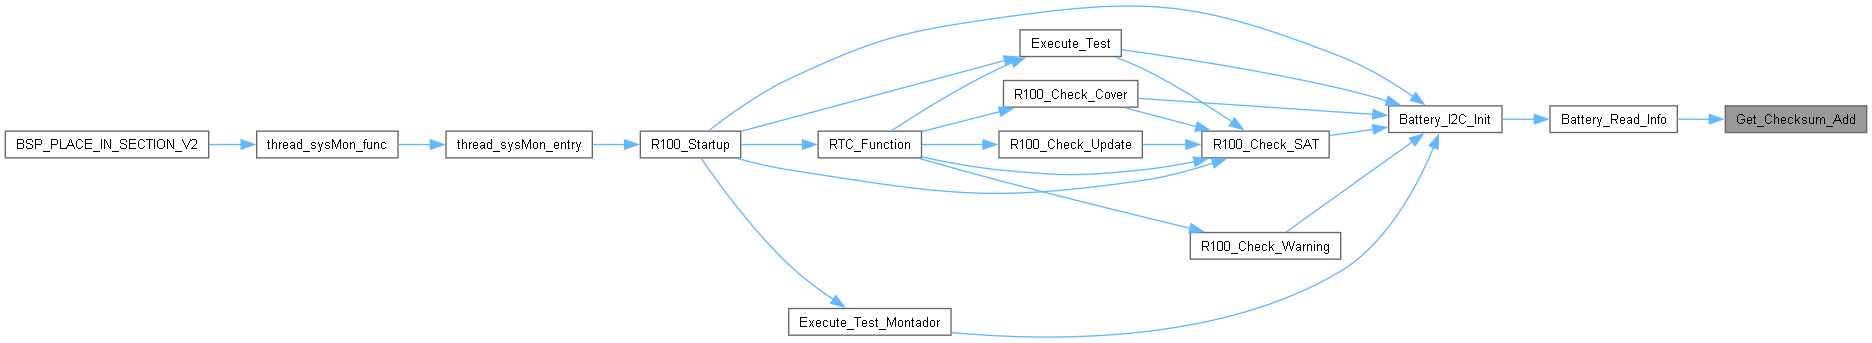 BSP_PLACE_IN_SECTION_V2
thread_sysMon_func
thread_sysMon_entry
R100_Startup
Execute_Test
R100_Check_Cover
RTC_Function
R100_Check_Update
R100_Check_SAT
R100_Check_Warning
Execute_Test_Montador
Battery_I2C_Init
Battery_Read_Info
Get_Checksum_Add